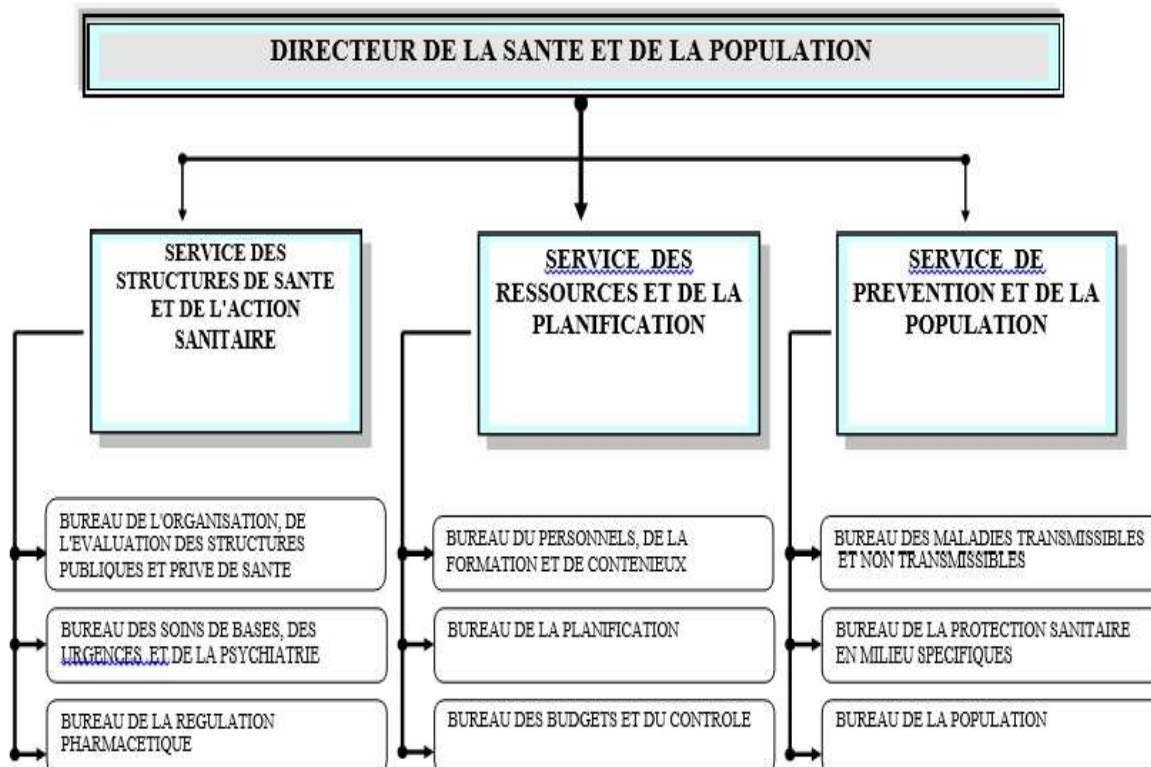 DIRECTEUR DE LA SANTE ET DE LA POPULATION
SERVICE DES
STRUCTURES DE SANTE
ET DE L'ACTION
SANITAIRE
SERVICE DES
RESSOURCES ET DE LA
PLANIFICATION
SERVICE DE
PREVENTION ET DE LA
POPULATION
BUREAU DE L'ORGANISATION, DE
L'EVALUATION DES STRUCTURES
PUBLIQUES ET PRIVE DE SANTE
BUREAU DES SOINS DE BASES, DES
URGENCES ET DE LA PSYCHIATRIE
BUREAU DE LA REGULATION
PHARMACETIQUE
BUREAU DU PERSONNELS, DE LA
FORMATION ET DE CONTENIEUX
BUREAU DE LA PLANIFICATION
BUREAU DES BUDGETS ET DU CONTROLE
BUREAU DES MALADIES TRANSMISSIBLES
ET NON TRANSMISSIBLES
BUREAU DE LA PROTECTION SANITAIRE
EN MILIEU SPECIFIQUES
BUREAU DE LA POPULATION